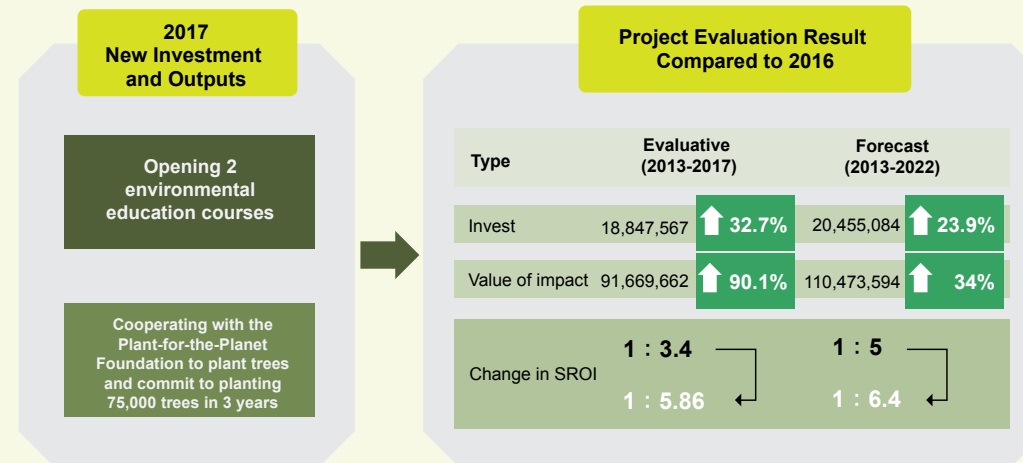 2017
New Investment
and Outputs
Opening 2
environmental
education courses
Cooperating with the
Plant-for-the-Planet
Foundation to plant trees
and commit to planting
75,000 trees in 3 years
Project Evaluation Result
Compared to 2016
Type
Evaluative
(2013-2017)
Forecast
(2013-2022)
Invest 18,847,567 32.7% 20,455,084 23.9%
Value of impact 91,669,662 90.1% 110,473,594 34%
Change in SROI
1 : 3.4 1 : 5
1 : 5.86 1 : 6.4